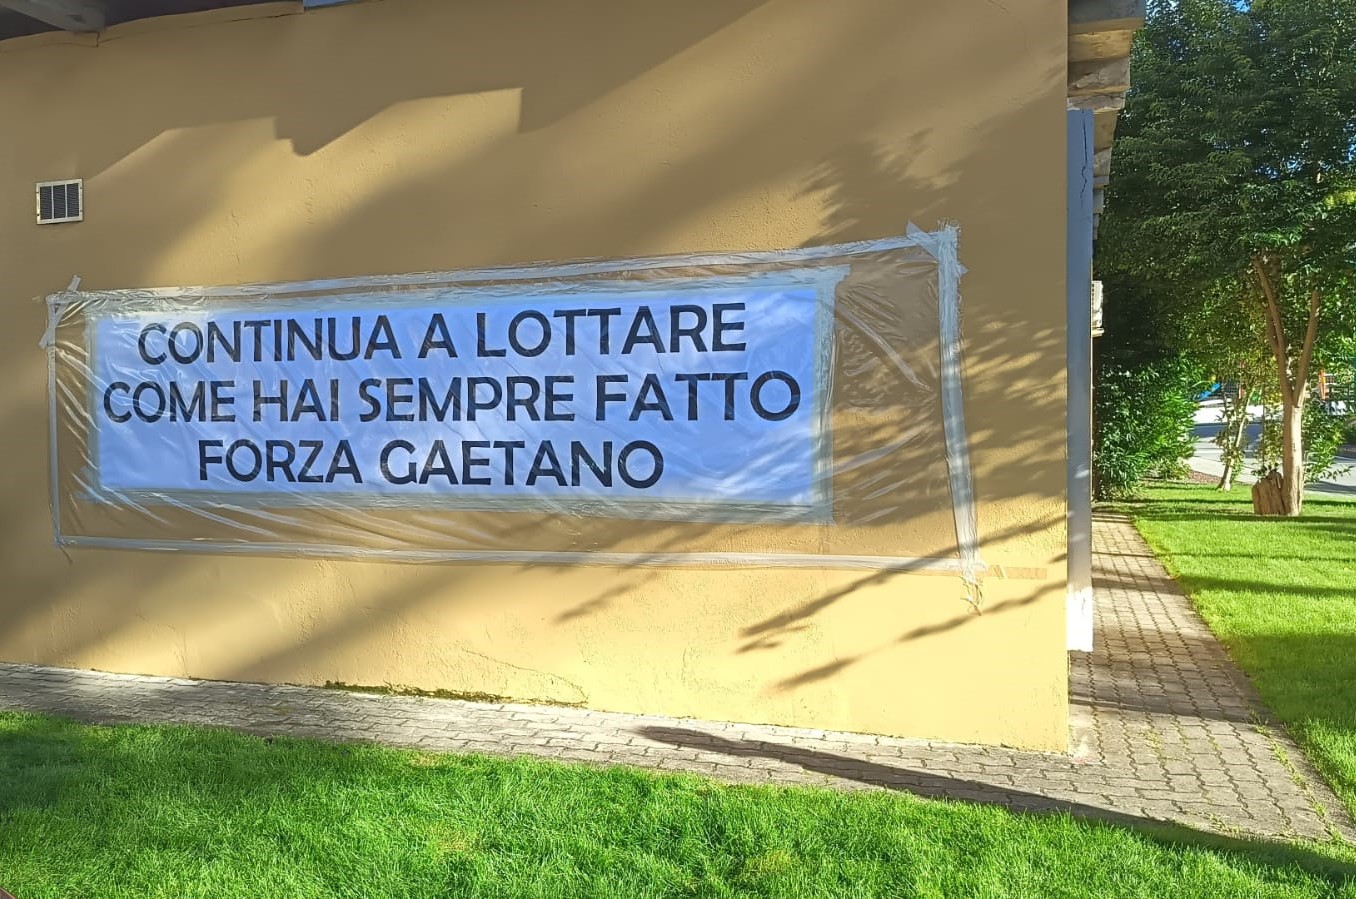 CONTINUA A LOTTARE
COME HAI SEMPRE FATTO
FORZA GAETANO